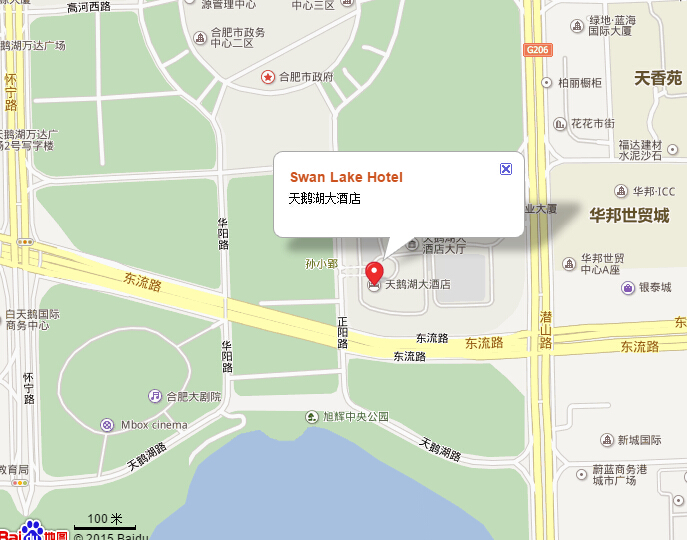 高河西路
源管理中心
中心三区
合肥市政务
中心二区
合肥市政府
天鹅湖万达广场
怀宁路
天鹅湖万达广
场2号写字楼
G206
绿地·蓝海
国际大厦
天香苑
柏丽橱柜
花花市街
福达建材
水泥沙石
华邦·ICC
华邦世贸城
Swan Lake Hotel
天鹅湖大酒店
业大厦
天鹅湖大
酒店大厅
天鹅湖大酒店
华邦世贸
中心A座
银泰城
华阳路
孙小郢
东流路
白天鹅国际
商务中心
华阳路
正阳路
东流路
东流路
东流路
东流路
潜山路
怀宁路
合肥大剧院
Mbox cinema
旭辉中央公园
天鹅湖路
天鹅湖路
新城国际
蔚蓝商务港
城市广场
教育局
100 米
Baidu地图
© 2015 Baidu